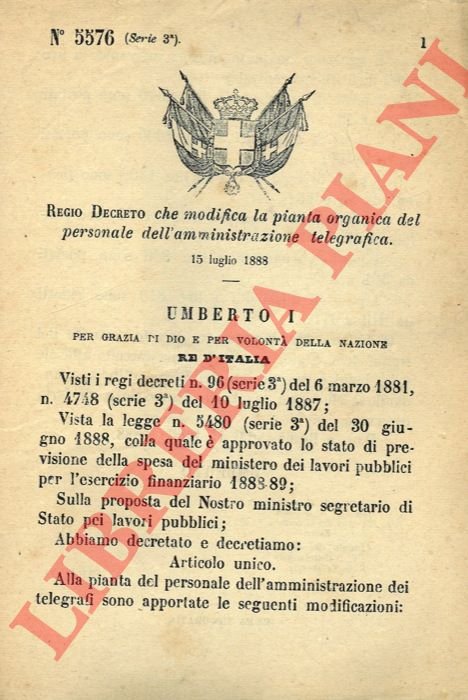 N° 5576 (Serie 3ª).
1
REGIO DECRETO che modifica la pianta organica del
personale dell'amministrazione telegrafica.
15 luglio 1888
UMBERTO I
PER GRAZIA DI DIO E PER VOLONTÀ DELLA NAZIONE
RE D'ITALIA
Visti i regi decreti n. 96 (serie 3ª) del 6 marzo 1881,
n. 4748 (serie 3ª) del 10 luglio 1887;
Vista la legge n. 5480 (serie 3ª) del 30 giu-
gno 1888, colla quale è approvato lo stato di pre-
visione della spesa del ministero dei lavori pubblici
per l'esercizio finanziario 1888-89;
Sulla proposta del Nostro ministro segretario di
Stato pei lavori pubblici;
Abbiamo decretato e decretiamo:
Articolo unico.
Alla pianta del personale dell'amministrazione dei
telegrafi sono apportate le seguenti modificazioni:
LIBRERIA PIANI